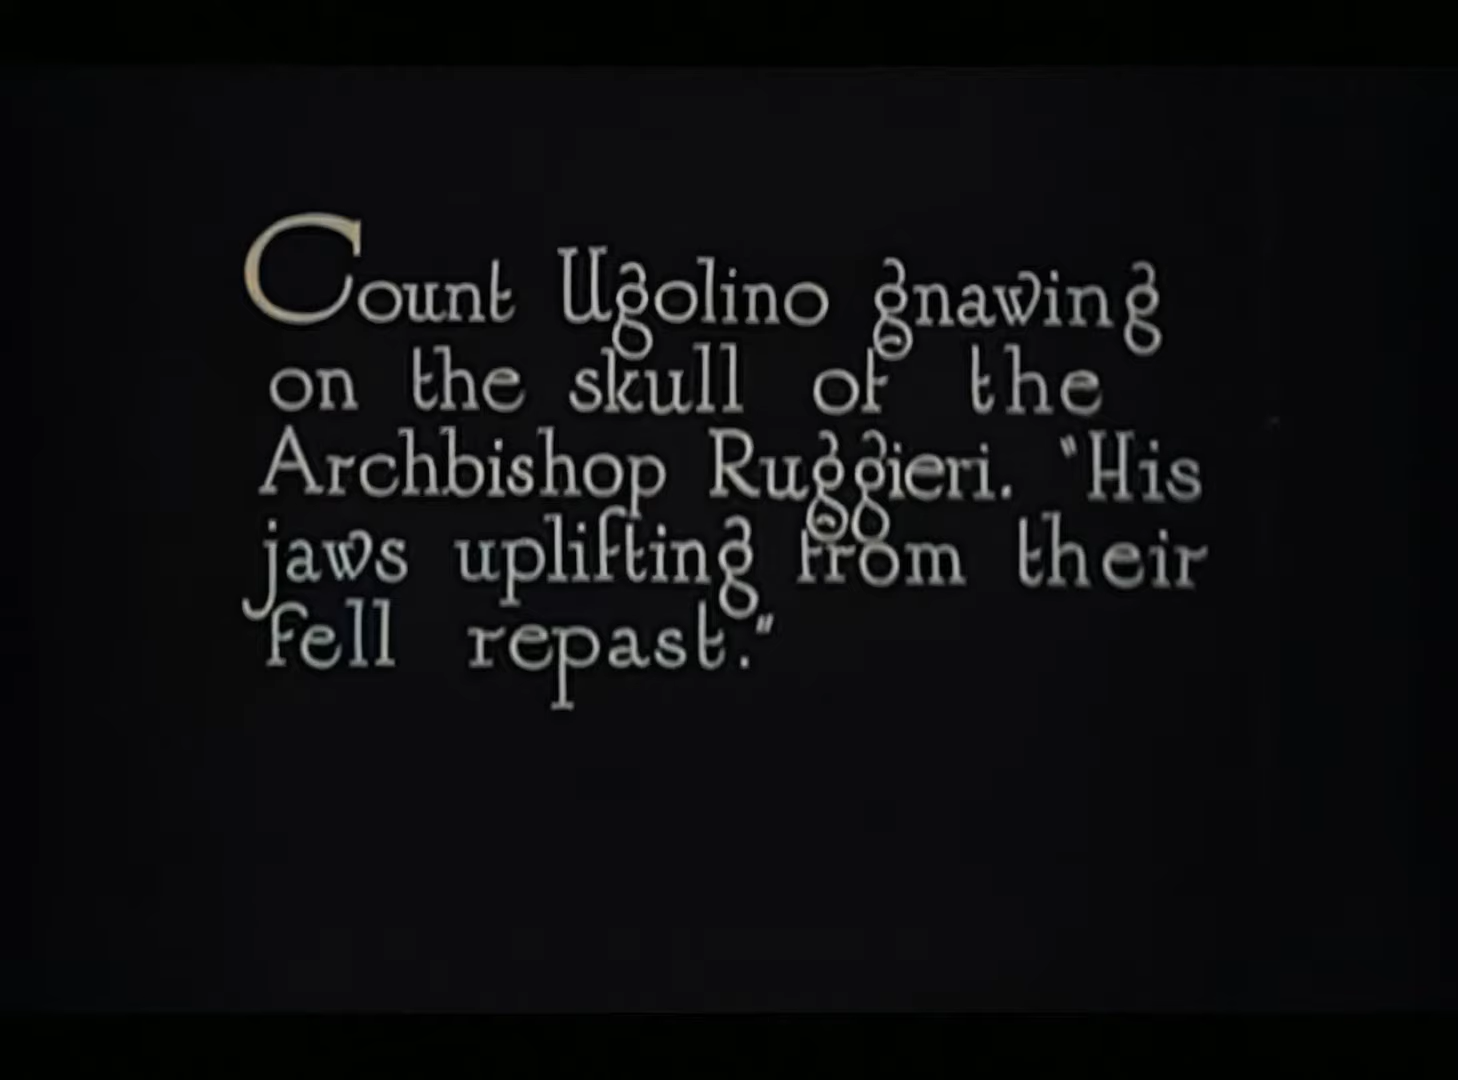 Count Ugolino gnawing
on the skull of the
Archbishop Ruggieri. "His
jaws uplifting from their
fell repast."